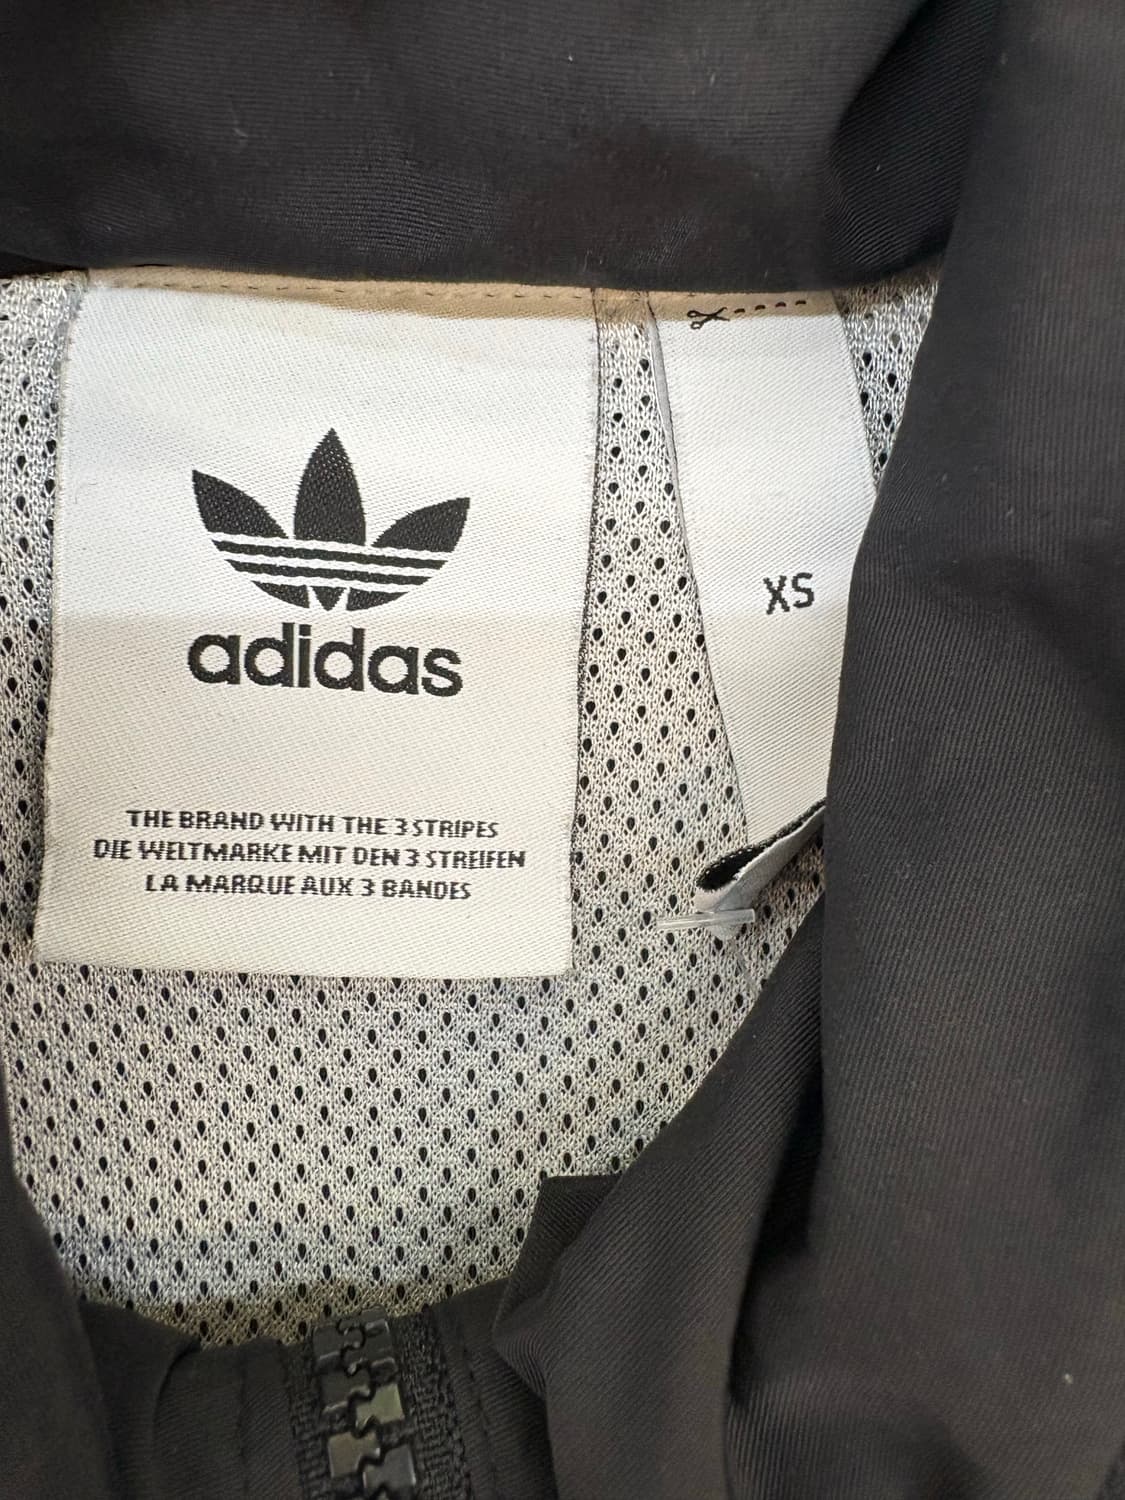 adidas
THE BRAND WITH THE 3 STRIPES
DIE WELTMARKE MIT DEN 3 STREIFEN
LA MARQUE AUX 3 BANDES
XS